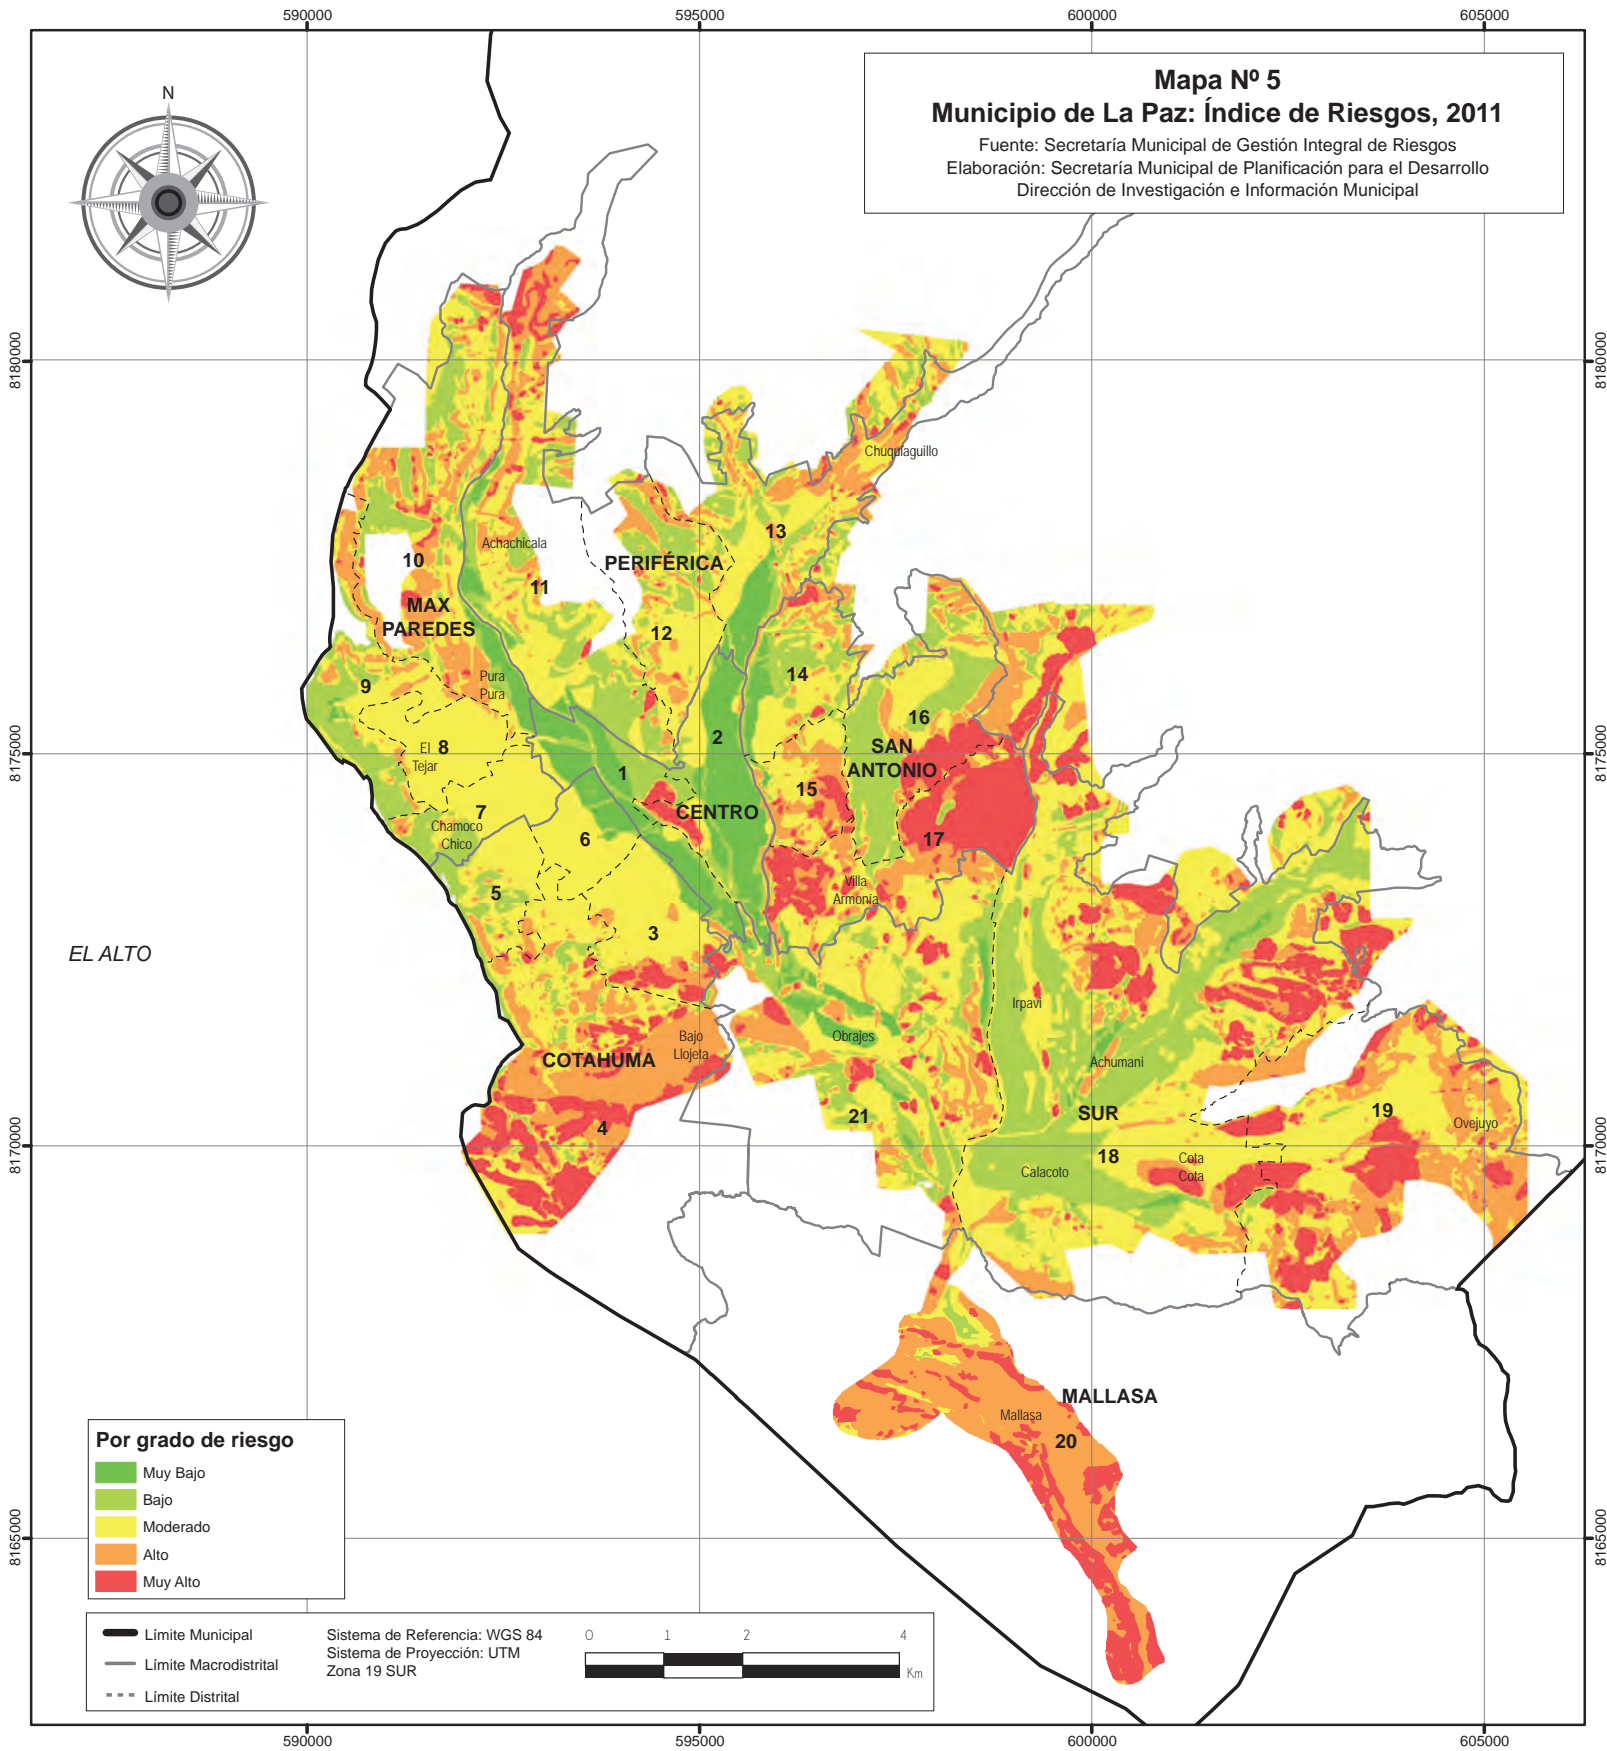 590000
595000
600000
605000
Mapa Nº 5
Municipio de La Paz: Índice de Riesgos, 2011
Fuente: Secretaría Municipal de Gestión Integral de Riesgos
Elaboración: Secretaría Municipal de Planificación para el Desarrollo
Dirección de Investigación e Información Municipal
N
8180000
8180000
Chuquiaguillo
13
Achachicala
PERIFÉRICA
10
11
MAX
PAREDES
12
14
Pura
Pura
9
16
2
8175000
8175000
El
Tejar
8
SAN
ANTONIO
1
15
7
CENTRO
Chamoco
Chico
6
17
5
Villa
Armonía
3
EL ALTO
Irpavi
Obrajes
Bajo
Llojeta
COTAHUMA
Achumani
21
SUR
19
4
Ovejuyo
8170000
8170000
18
Calacoto
Cota
Cota
MALLASA
Mallasa
20
Por grado de riesgo
Muy Bajo
Bajo
Moderado
Alto
Muy Alto
8165000
8165000
Límite Municipal
Límite Macrodistrital
Límite Distrital
Sistema de Referencia: WGS 84
Sistema de Proyección: UTM
Zona 19 SUR
0 1 2 4
Km
590000
595000
600000
605000